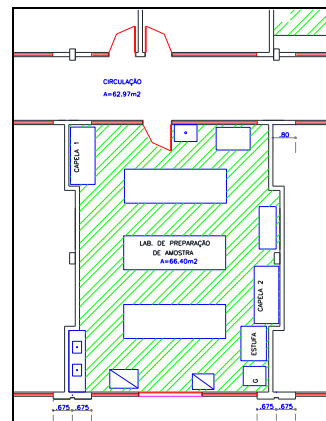 CIRCULAÇÃO
A=62.97m2
.80
CAPELA 1
LAB. DE PREPARAÇÃO
DE AMOSTRA
A=66.40m2
CAPELA 2
ESTUFA
G
.675 .675
.675 .675